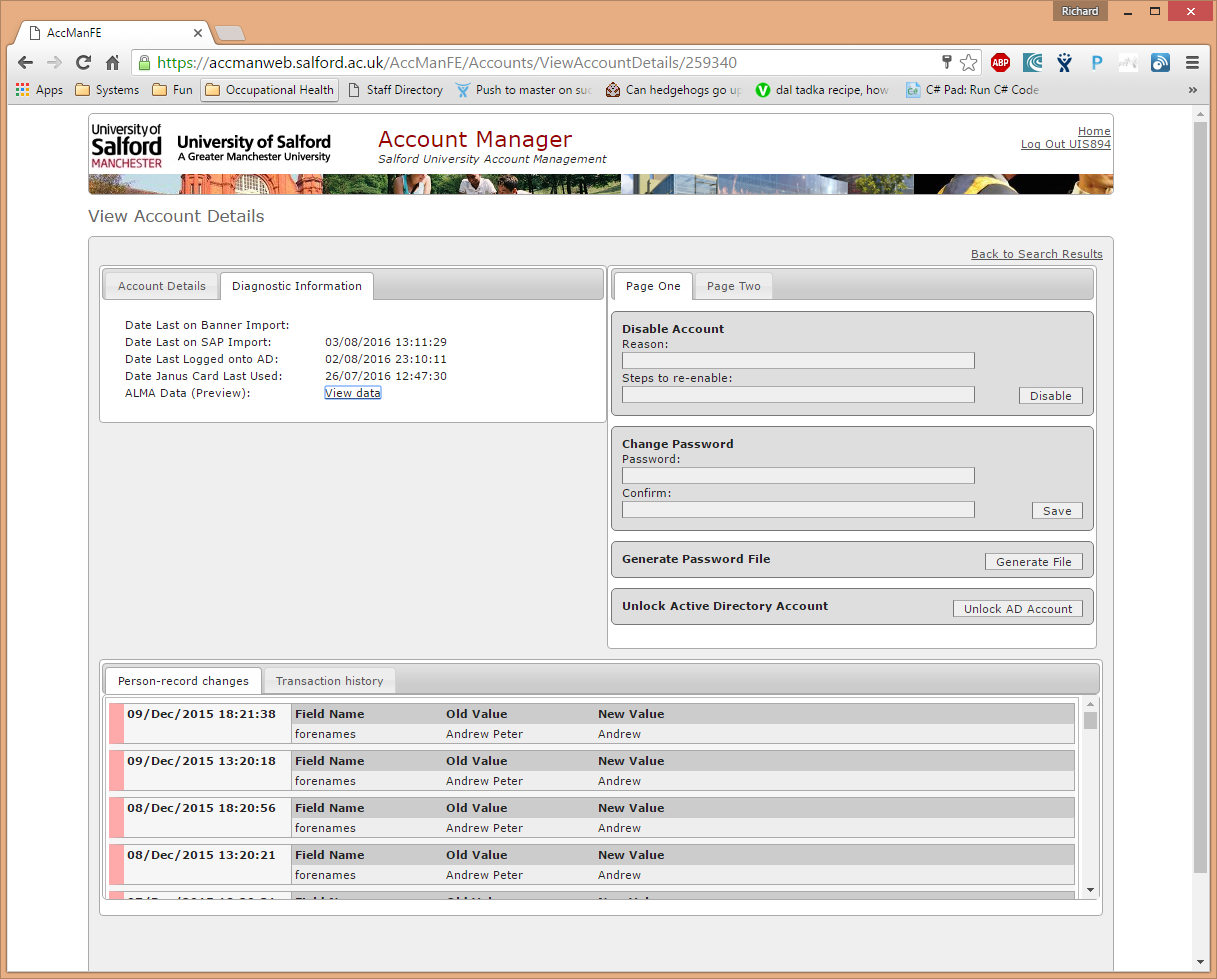 Richard
AccManFE
https://accmanweb.salford.ac.uk/AccManFE/Accounts/ViewAccountDetails/259340
ABP
P
Apps Systems Fun Occupational Health Staff Directory Push to master on suc Can hedgehogs go up dal tadka recipe, how C# Pad: Run C# Code »
University of
Salford
MANCHESTER
University of Salford
A Greater Manchester University
Account Manager
Salford University Account Management
Home
Log Out UIS894
View Account Details
Back to Search Results
Account Details Diagnostic Information
Date Last on Banner Import:
Date Last on SAP Import: 03/08/2016 13:11:29
Date Last Logged onto AD: 02/08/2016 23:10:11
Date Janus Card Last Used: 26/07/2016 12:47:30
ALMA Data (Preview): View data
Page One Page Two
Disable Account
Reason:
Steps to re-enable:
Disable
Change Password
Password:
Confirm:
Save
Generate Password File Generate File
Unlock Active Directory Account Unlock AD Account
Person-record changes Transaction history
09/Dec/2015 18:21:38 Field Name Old Value New Value
forenames Andrew Peter Andrew
09/Dec/2015 13:20:18 Field Name Old Value New Value
forenames Andrew Peter Andrew
08/Dec/2015 18:20:56 Field Name Old Value New Value
forenames Andrew Peter Andrew
08/Dec/2015 13:20:21 Field Name Old Value New Value
forenames Andrew Peter Andrew